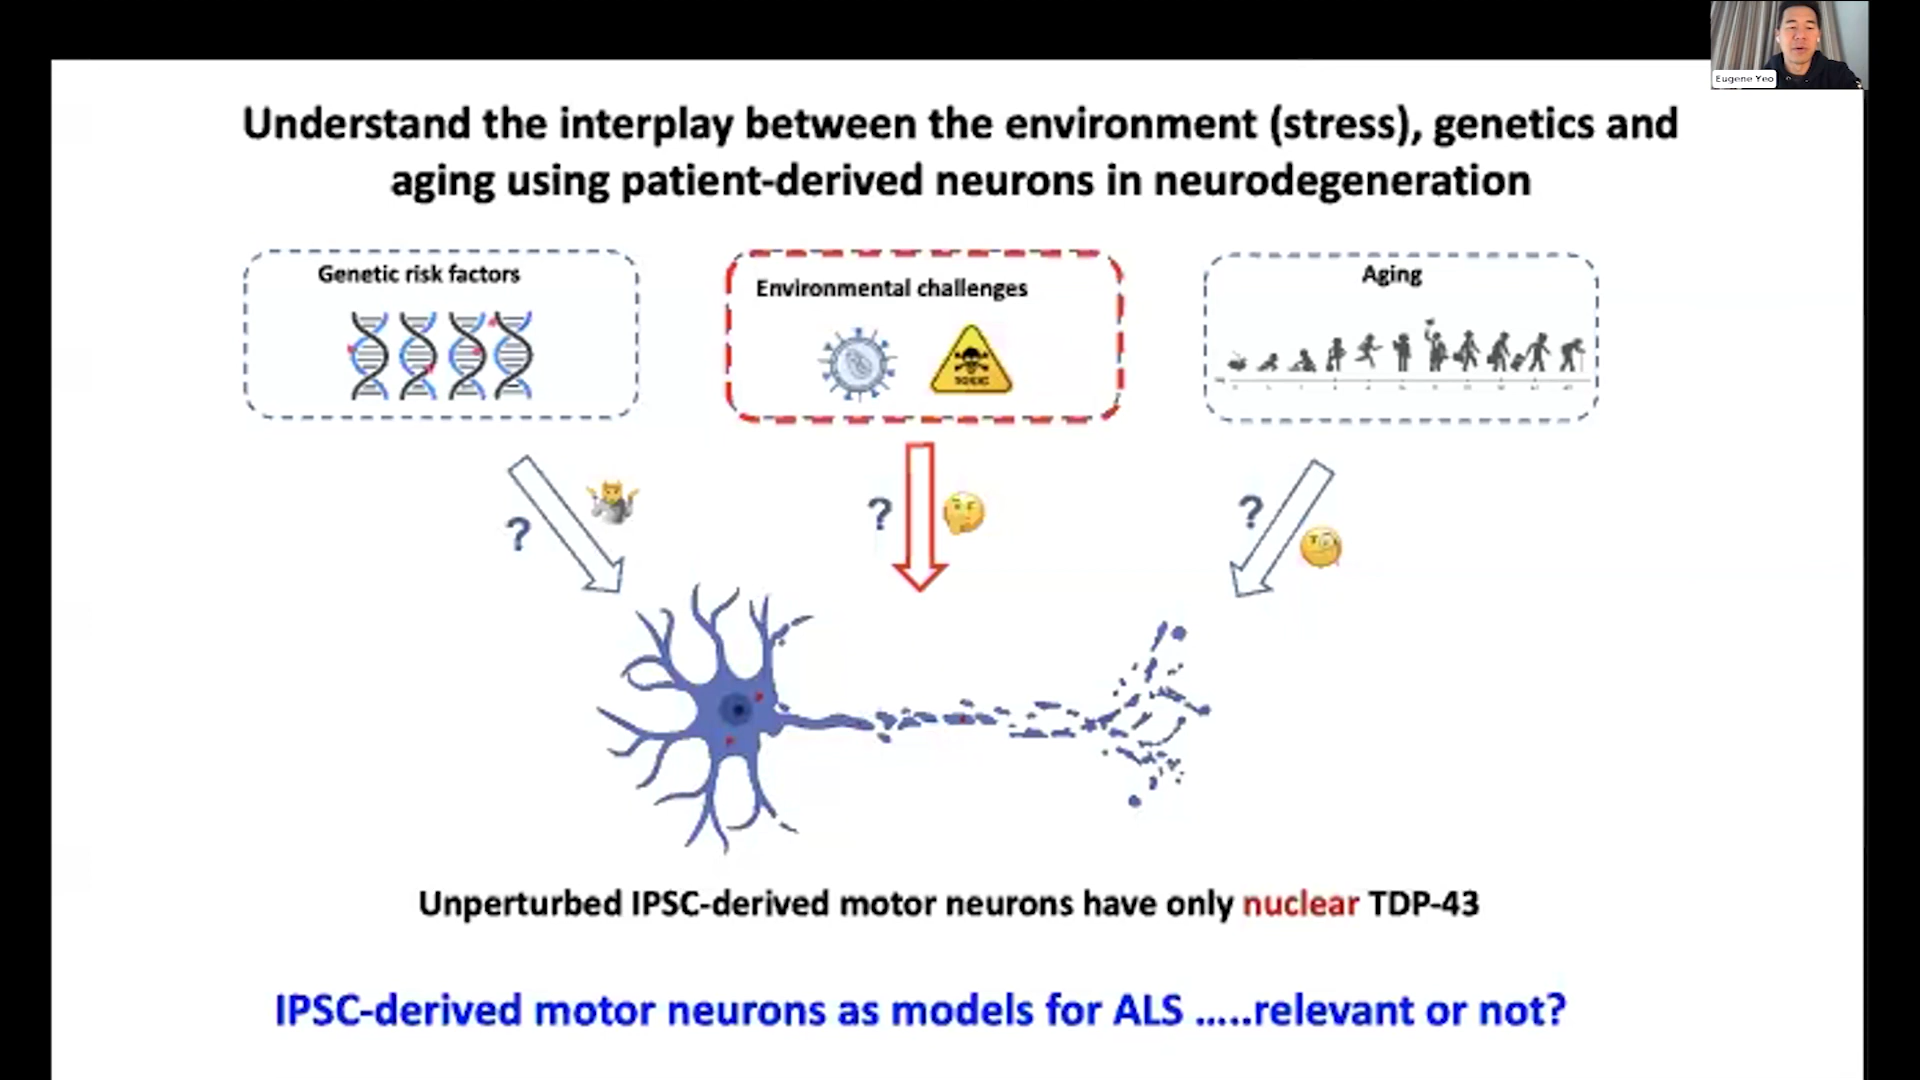 Eugene Yeo
Understand the interplay between the environment (stress), genetics and
aging using patient-derived neurons in neurodegeneration
Genetic risk factors
Environmental challenges
Aging
TOXIC
?
?
?
Unperturbed IPSC-derived motor neurons have only nuclear TDP-43
IPSC-derived motor neurons as models for ALS …..relevant or not?